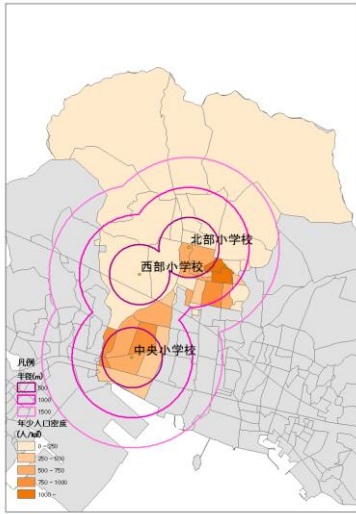 北部小学校
西部小学校
中央小学校
凡例
半径(m)
500
1000
1500
年少人口密度
(人/k㎡)
0 - 250
250 - 500
500 - 750
750 - 1000
1000 -